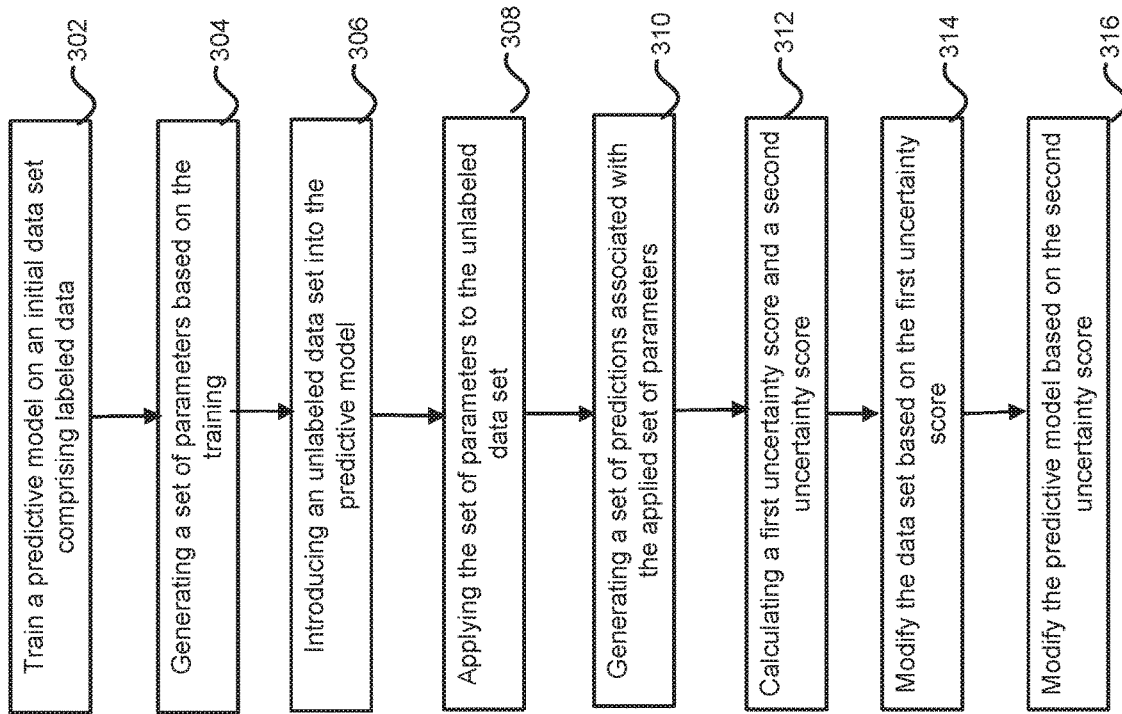 Train a predictive model on an initial data set
comprising labeled data
302
Generating a set of parameters based on the
training
304
Introducing an unlabeled data set into the
predictive model
306
Applying the set of parameters to the unlabeled
data set
308
Generating a set of predictions associated with
the applied set of parameters
310
Calculating a first uncertainty score and a second
uncertainty score
312
Modify the data set based on the first uncertainty
score
314
Modify the predictive model based on the second
uncertainty score
316